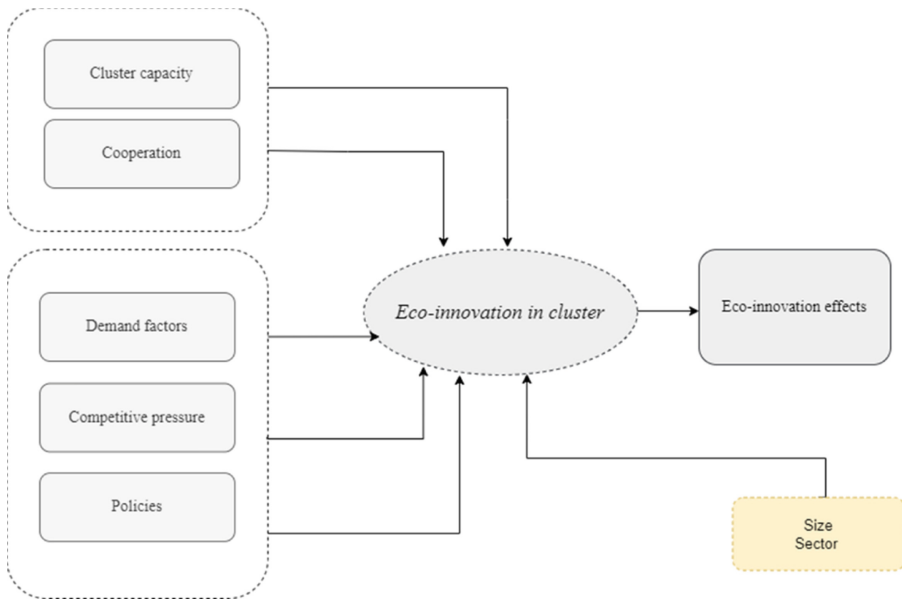 Cluster capacity
Cooperation
Demand factors
Competitive pressure
Policies
Eco-innovation in cluster
Eco-innovation effects
Size
Sector